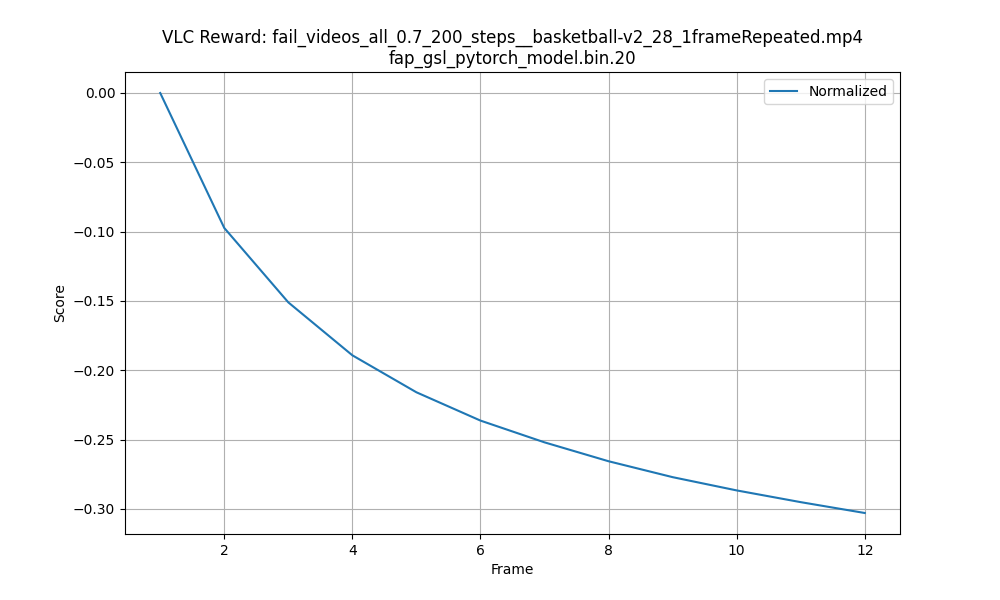 VLC Reward: fail_videos_all_0.7_200_steps__basketball-v2_28_1frameRepeated.mp4
fap_gsl_pytorch_model.bin.20
Normalized
0.00
−0.05
−0.10
−0.15
−0.20
−0.25
−0.30
Score
2 4 6 8 10 12
Frame